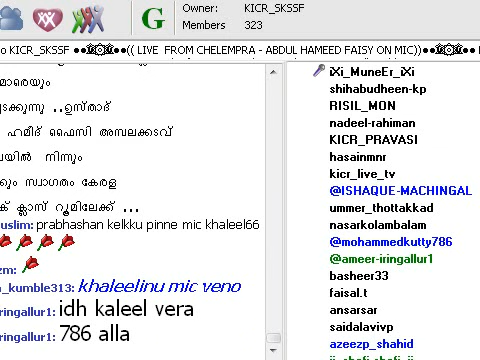 Owner: KICR_SKSSF
Members 323
o KICR_SKSSF ●●(( LIVE FROM CHELEMPRA - ABDUL HAMEED FAISY ON MIC))●●
മാരെയും
ടക്കുന്നു ..ഉസ്താദ്
ഹമീദ് ഫൈസി അമ്പലക്കടവ്
യിൽ നിന്നും
ക്കും സ്വാഗതം കേരള
ക് ക്ലാസ് റൂമിലേക്ക് ...
uslim: prabhashan kelkku pinne mic khaleel66
zm:
_kumble313: khaleelinu mic veno
iringallur1: idh kaleel vera
iringallur1: 786 alla
iXi_MuneEr_iXi
shihabudheen-kp
RISIL_MON
nadeel-rahiman
KICR_PRAVASI
hasainmnr
kicr_live_tv
@ISHAQUE-MACHINGAL
ummer_thottakkad
nasarkolambalam
@mohammedkutty786
@ameer-iringallur1
basheer33
faisal.t
ansarsar
saidalavivp
azeezp_shahid